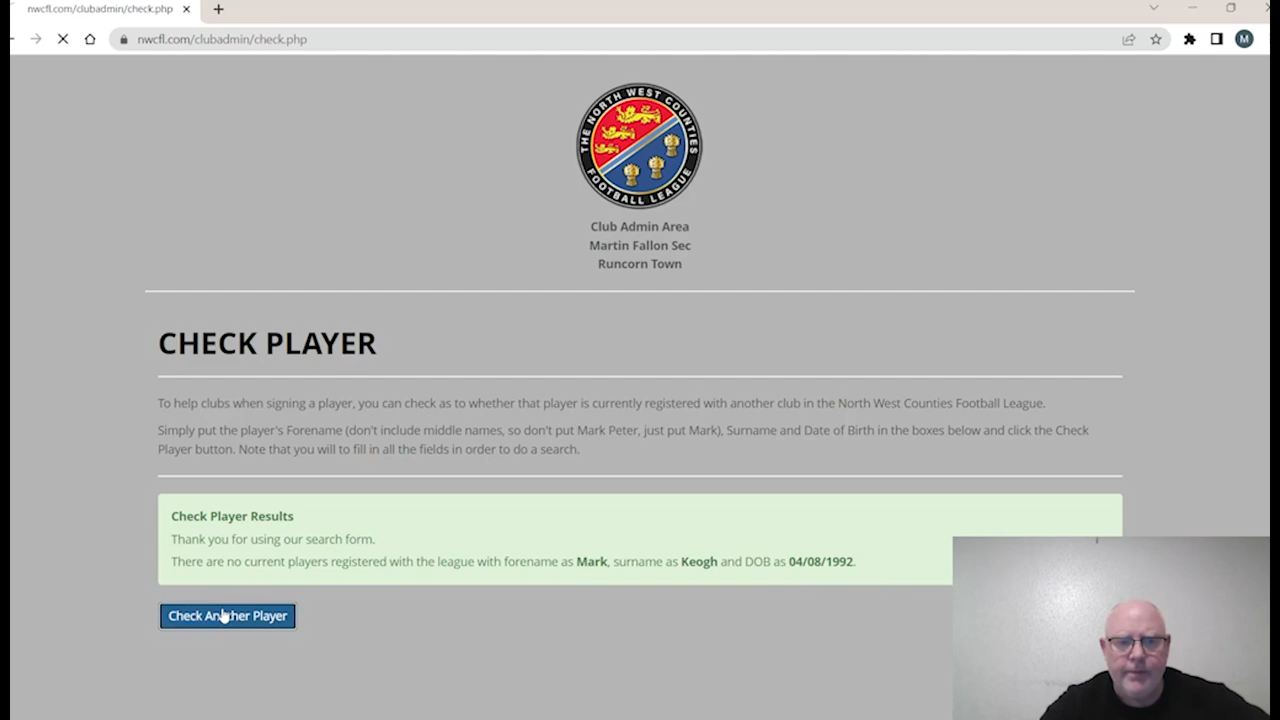 nwcfl.com/clubadmin/check.php
nwcfl.com/clubadmin/check.php
M
THE NORTH WEST COUNTIES
FOOTBALL LEAGUE
Club Admin Area
Martin Fallon Sec
Runcorn Town
CHECK PLAYER
To help clubs when signing a player, you can check as to whether that player is currently registered with another club in the North West Counties Football League.
Simply put the player's Forename (don't include middle names, so don't put Mark Peter, just put Mark), Surname and Date of Birth in the boxes below and click the Check
Player button. Note that you will to fill in all the fields in order to do a search.
Check Player Results
Thank you for using our search form.
There are no current players registered with the league with forename as Mark, surname as Keogh and DOB as 04/08/1992.
Check Another Player